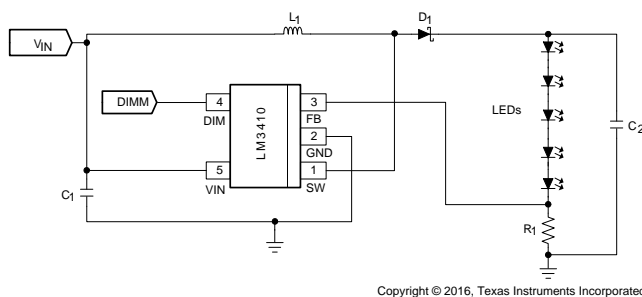 L1
D1
VIN
DIMM
4
3
DIM
FB
LEDs
LM3410
2
GND
C2
5
1
VIN
SW
C1
R1
Copyright © 2016, Texas Instruments Incorporated